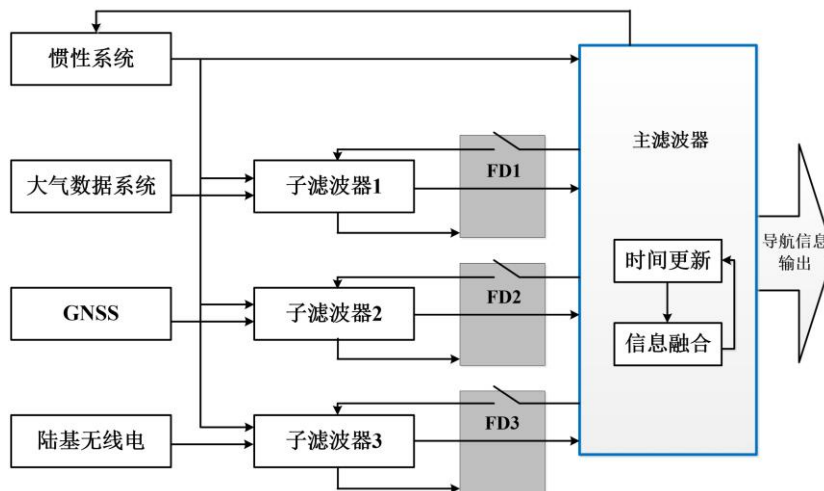 惯性系统
主滤波器
大气数据系统
子滤波器1
FD1
导航信息
输出
时间更新
GNSS
子滤波器2
FD2
信息融合
陆基无线电
子滤波器3
FD3